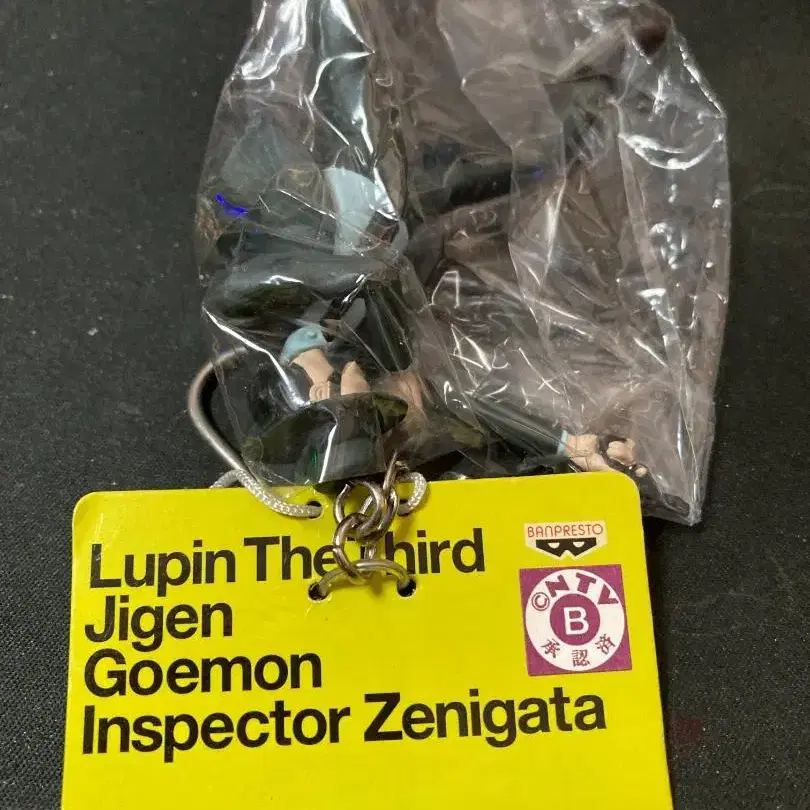 Lupin The Third
Jigen
Goemon
Inspector Zenigata
BANPRESTO
©NTV
B
承認済